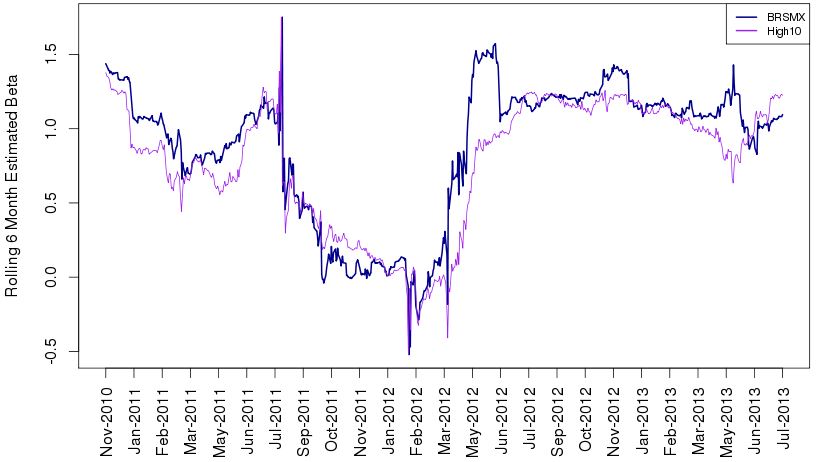 BRSMX
High10
Rolling 6 Month Estimated Beta
1.5
1.0
0.5
0.0
-0.5
Nov-2010
Jan-2011
Feb-2011
Mar-2011
May-2011
Jun-2011
Jul-2011
Sep-2011
Oct-2011
Nov-2011
Jan-2012
Feb-2012
Mar-2012
May-2012
Jun-2012
Jul-2012
Sep-2012
Oct-2012
Nov-2012
Jan-2013
Feb-2013
Mar-2013
May-2013
Jun-2013
Jul-2013